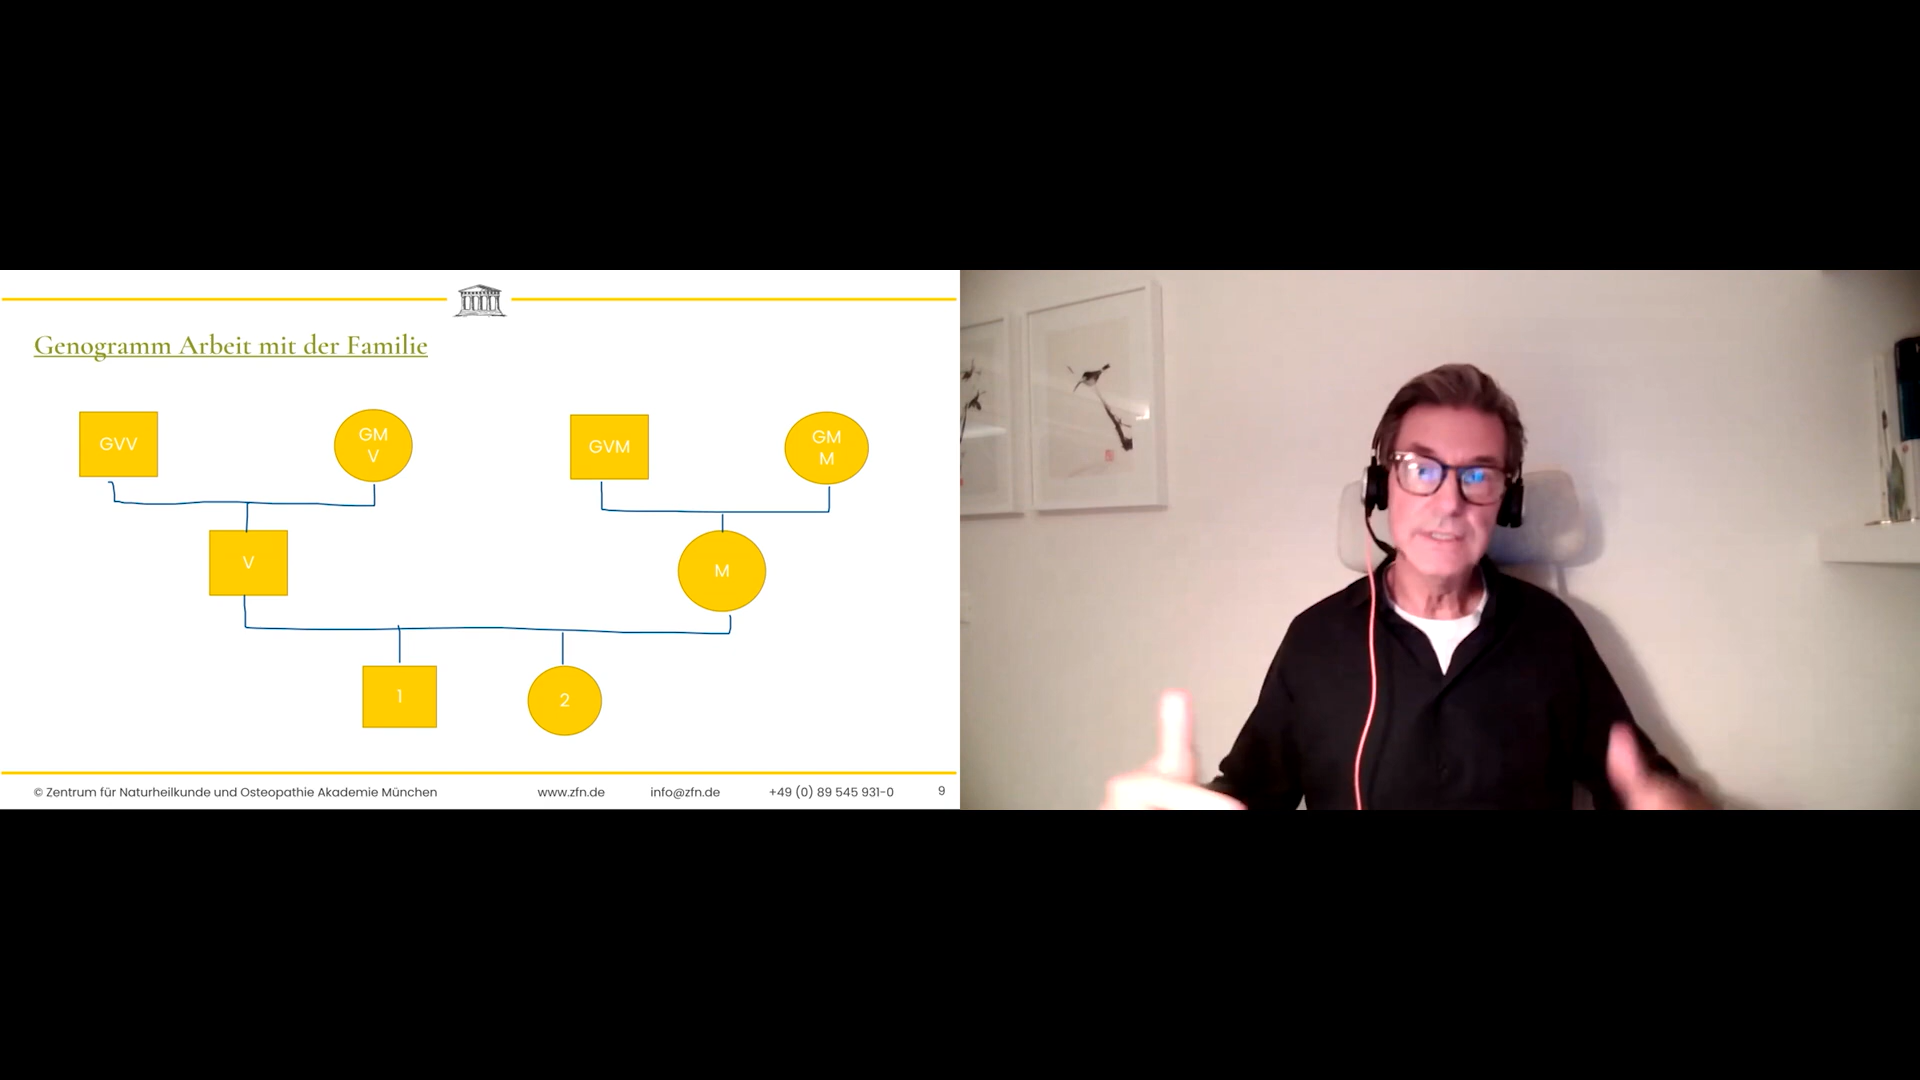 Genogramm Arbeit mit der Familie
GVV
GM
V
GVM
GM
M
V
M
1
2
© Zentrum für Naturheilkunde und Osteopathie Akademie München www.zfn.de info@zfn.de +49 (0) 89 545 931-0 9